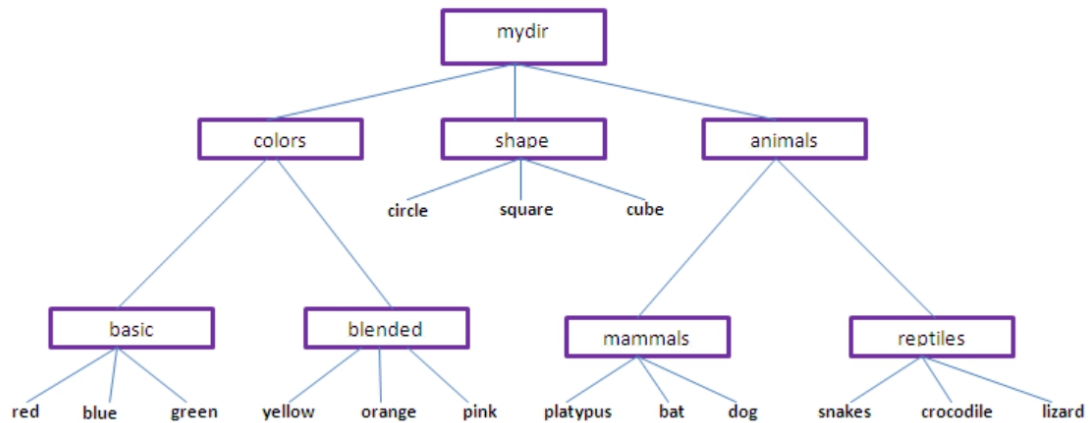 mydir
colors shape animals
circle square cube
basic blended mammals reptiles
red blue green yellow orange pink platypus bat dog snakes crocodile lizard